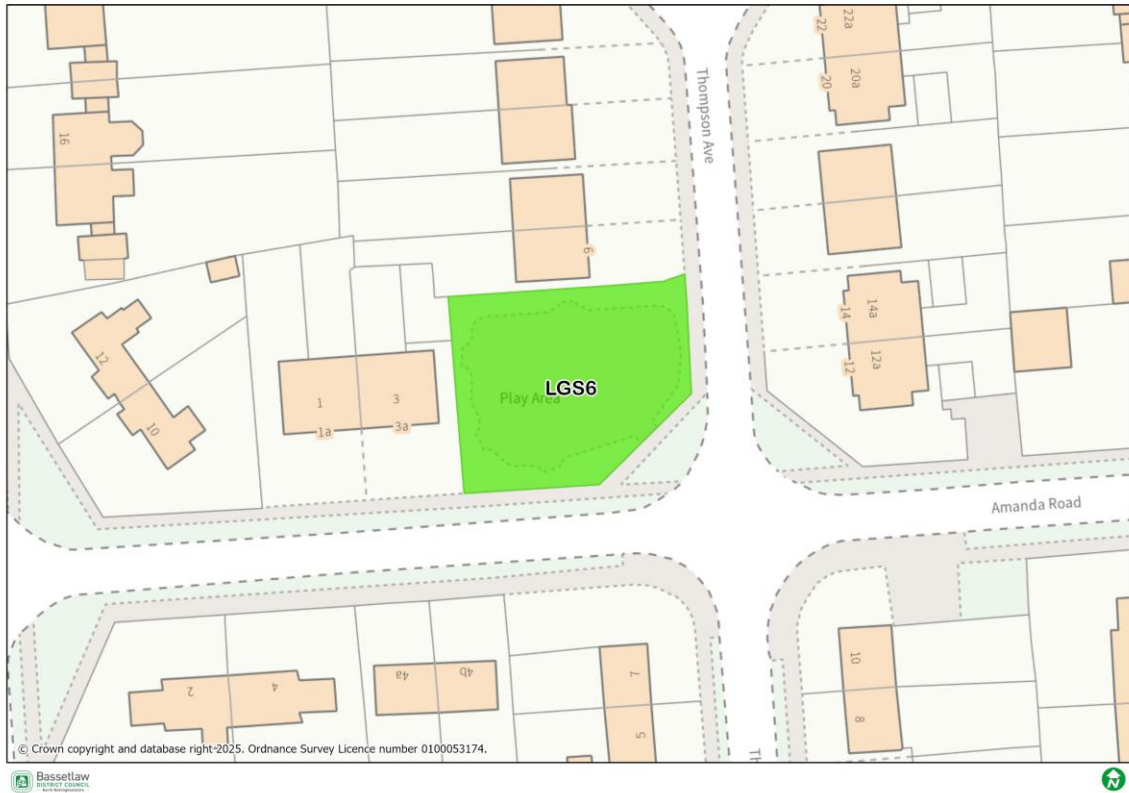 22
22a
20
20a
Thompson Ave
16
6
14
14a
12
12a
12
10
1
3
1a
3a
Play Area
LGS6
Amanda Road
2
4
4a
4b
7
5
10
8
Th
© Crown copyright and database right 2025. Ordnance Survey Licence number 0100053174.
Bassetlaw
DISTRICT COUNCIL
N